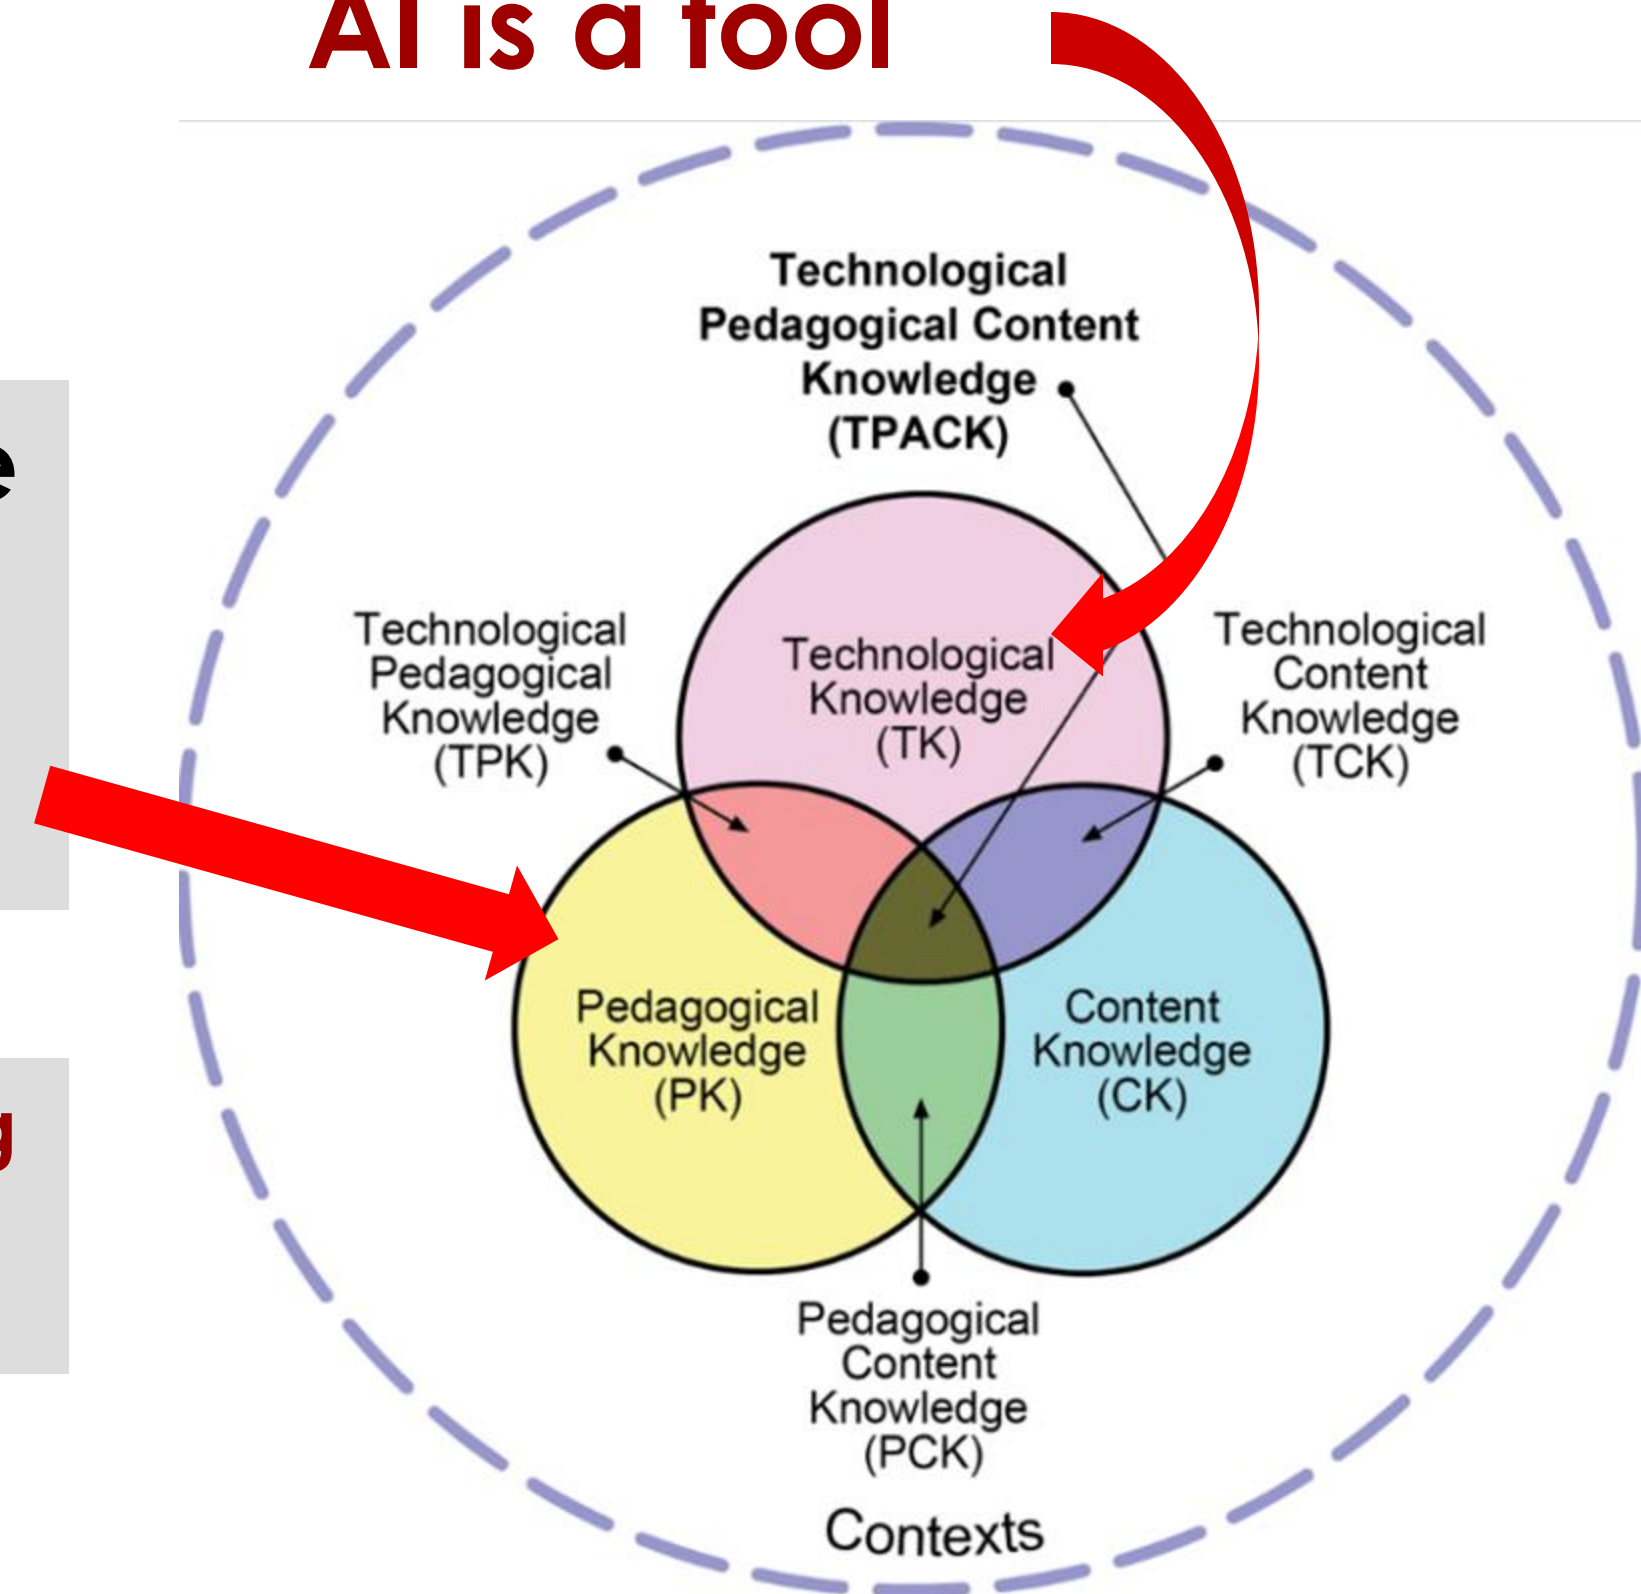 AI is a tool
e
g
Technological
Pedagogical Content
Knowledge
(TPACK)
Technological
Pedagogical
Knowledge
(TPK)
Technological
Knowledge
(TK)
Technological
Content
Knowledge
(TCK)
Pedagogical
Knowledge
(PK)
Content
Knowledge
(CK)
Pedagogical
Content
Knowledge
(PCK)
Contexts